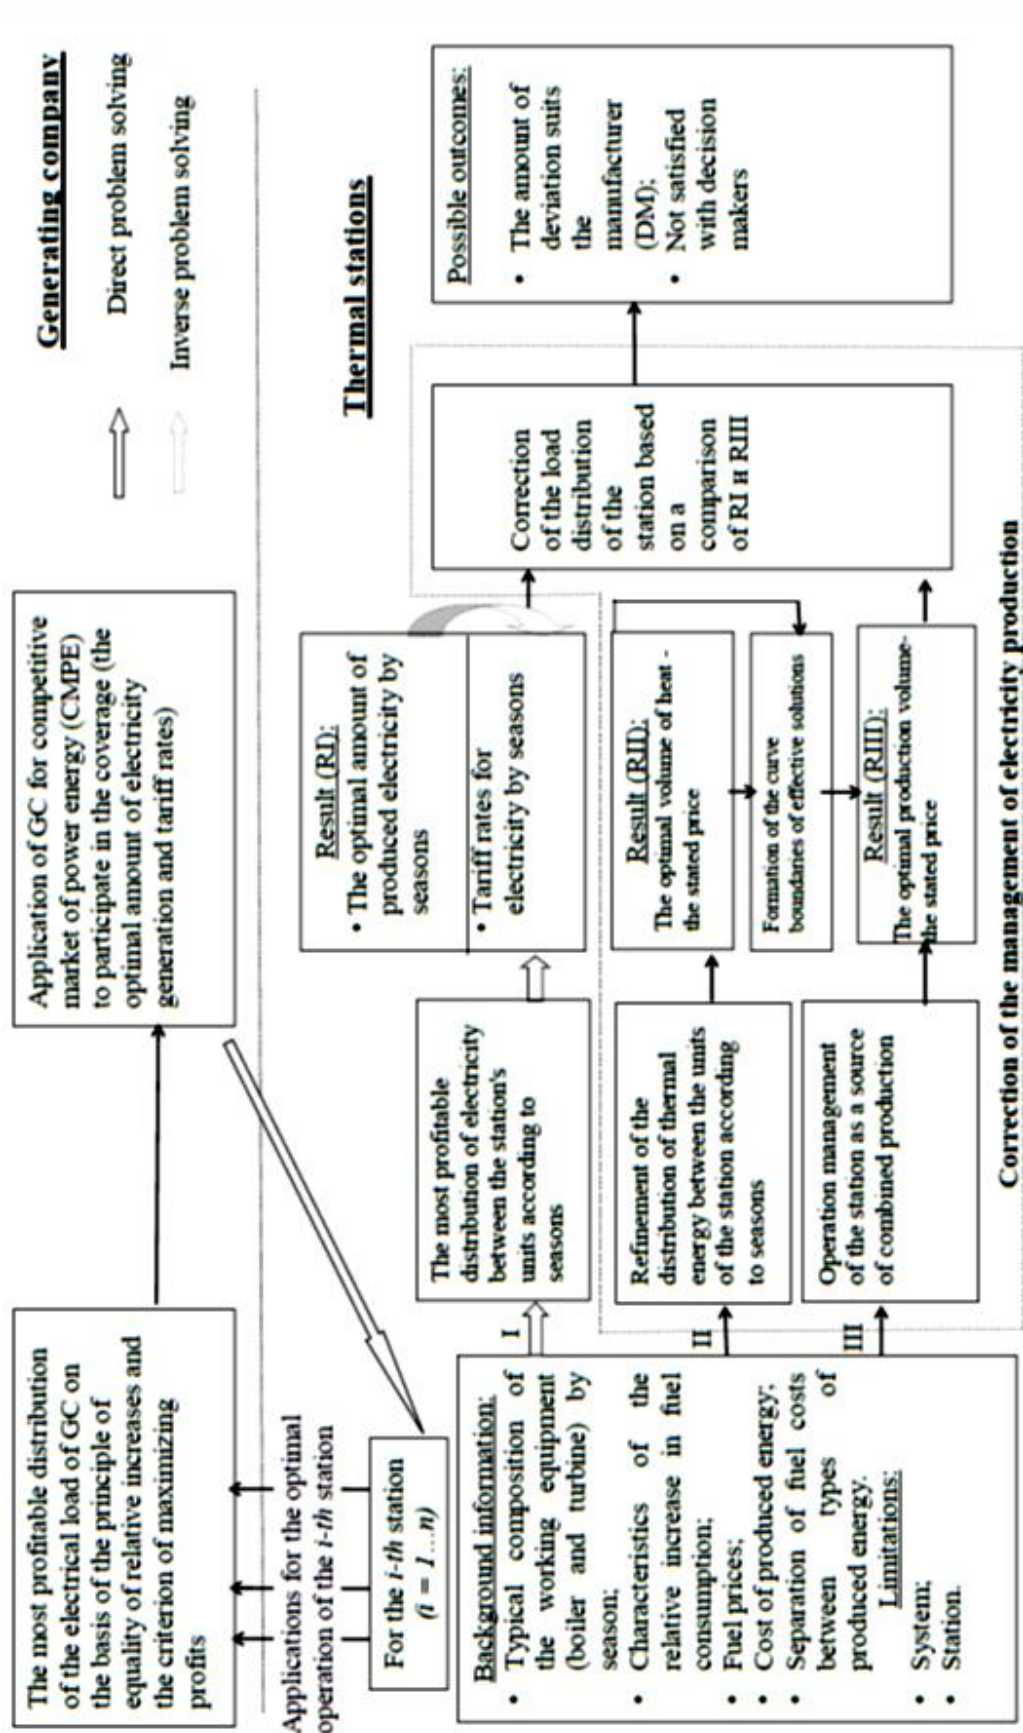 Generating company
Direct problem solving
Inverse problem solving
The most profitable distribution
of the electrical load of GC on
the basis of the principle of
equality of relative increases and
the criterion of maximizing
profits
Application of GC for competitive
market of power energy (CMPE)
to participate in the coverage (the
optimal amount of electricity
generation and tariff rates)
Applications for the optimal
operation of the i-th station
For the i-th station
(i = 1...n)
Thermal stations
Background information:
• Typical composition of
the working equipment
(boiler and turbine) by
season;
• Characteristics of the
relative increase in fuel
consumption;
• Fuel prices;
• Cost of produced energy;
• Separation of fuel costs
between types of
produced energy.
Limitations:
• System;
• Station.
I
II
III
The most profitable
distribution of electricity
between the station's
units according to
seasons
Refinement of the
distribution of thermal
energy between the units
of the station according
to seasons
Operation management
of the station as a source
of combined production
Result (RI):
• The optimal amount of
produced electricity by
seasons
• Tariff rates for
electricity by seasons
Result (RII):
The optimal volume of heat -
the stated price
Formation of the curve
boundaries of effective solutions
Result (RIII):
The optimal production volume-
the stated price
Correction
of the load
distribution
of the
station based
on a
comparison
of RI и RIII
Possible outcomes:
• The amount of
deviation suits
the
manufacturer
(DM);
• Not satisfied
with decision
makers
Correction of the management of electricity production